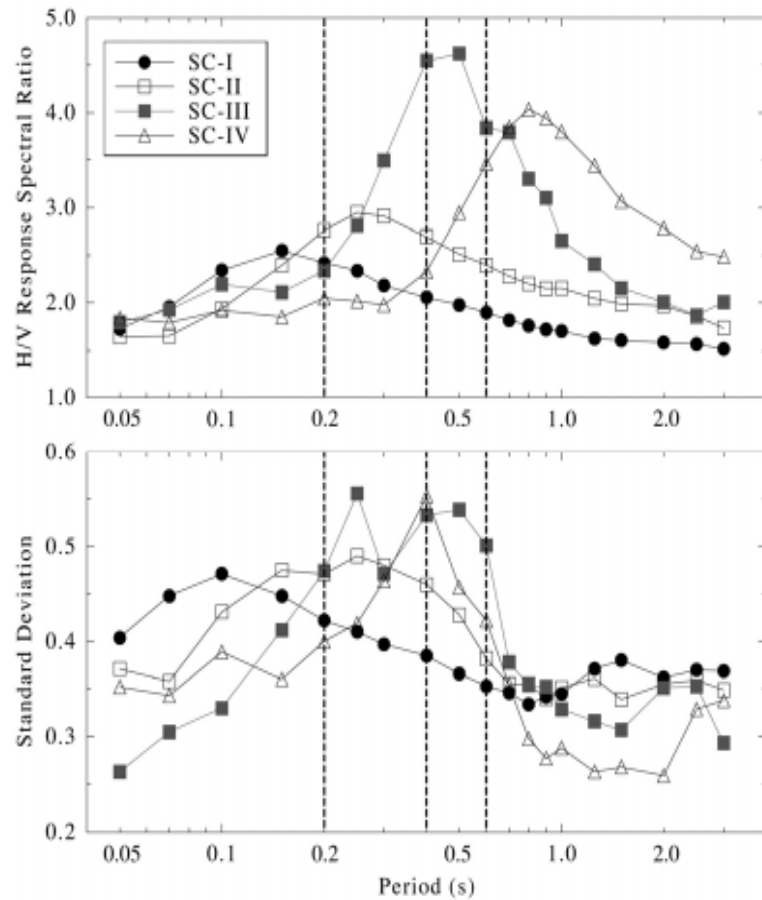 5.0
SC-I
SC-II
SC-III
SC-IV
4.0
3.0
2.0
1.0
H/V Response Spectral Ratio
0.05 0.1 0.2 0.5 1.0 2.0
0.6
0.5
0.4
0.3
0.2
Standard Deviation
0.05 0.1 0.2 0.5 1.0 2.0
Period (s)